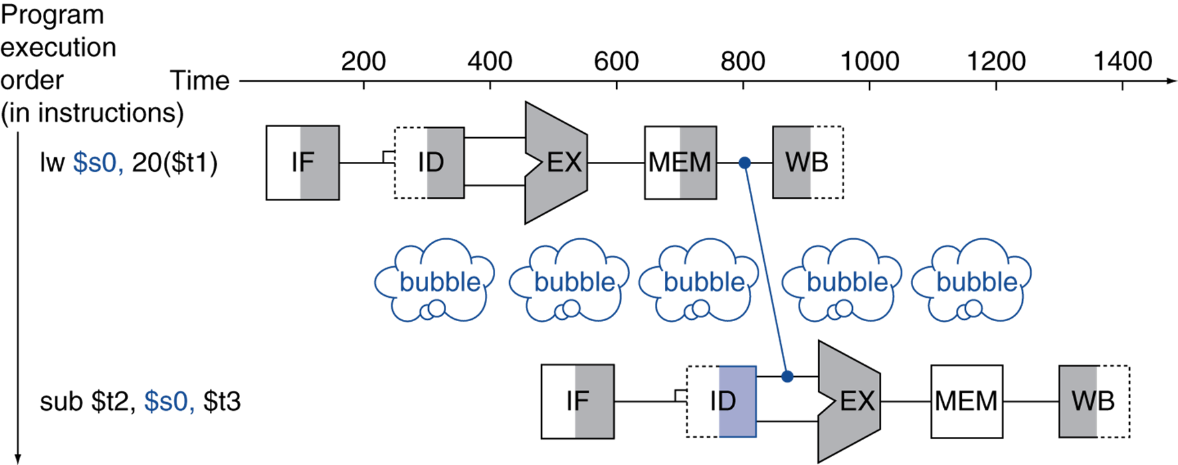 Program
execution
order
(in instructions)
Time
200 400 600 800 1000 1200 1400
lw $s0, 20($t1)
IF ID EX MEM WB
bubble bubble bubble bubble bubble
sub $t2, $s0, $t3
IF ID EX MEM WB